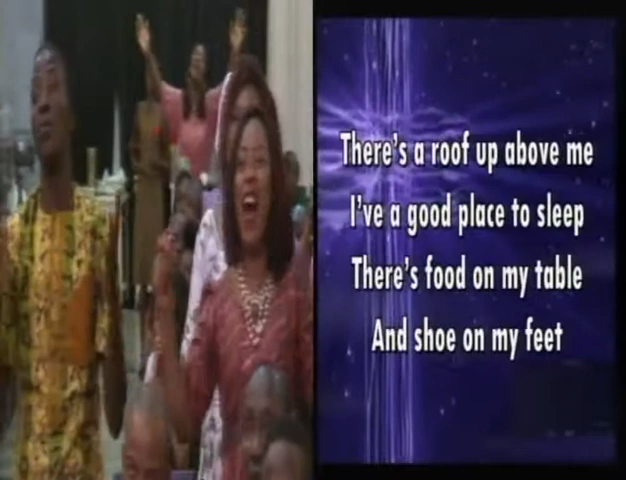 There's a roof up above me
I've a good place to sleep
There's food on my table
And shoe on my feet